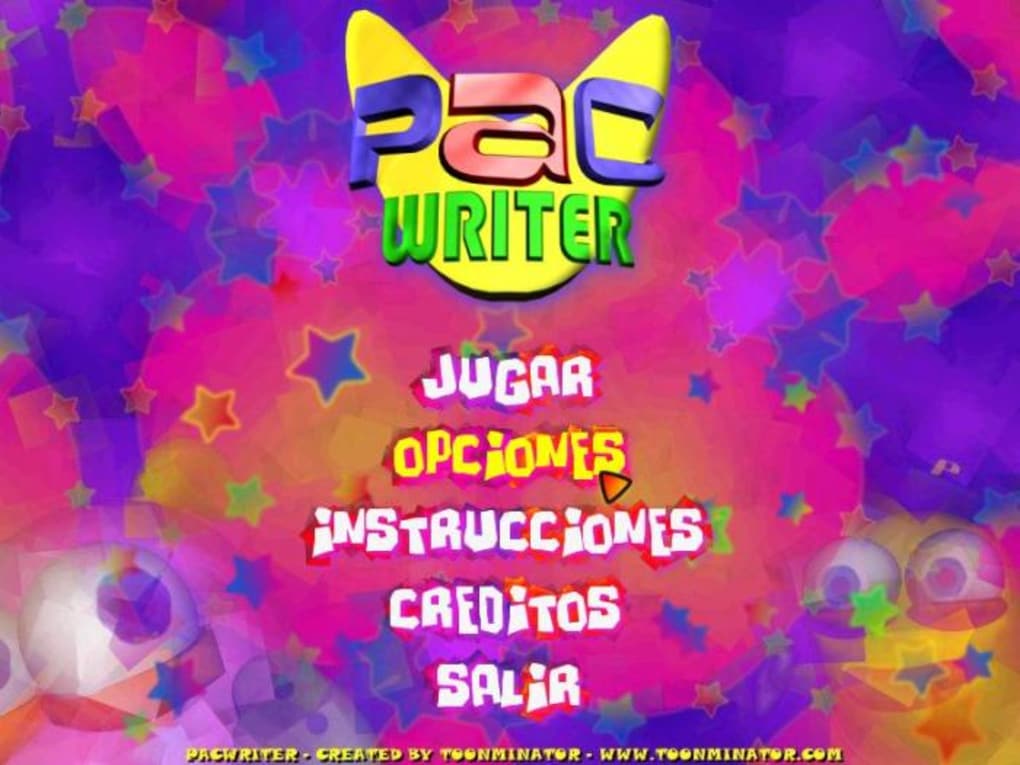 PaC
WRITER
JUGAR
OPCIONES
INSTRUCCIONES
CREDITOS
SALIR
PACWRITER - CREATED BY TOONMINATOR - WWW.TOONMINATOR.COM